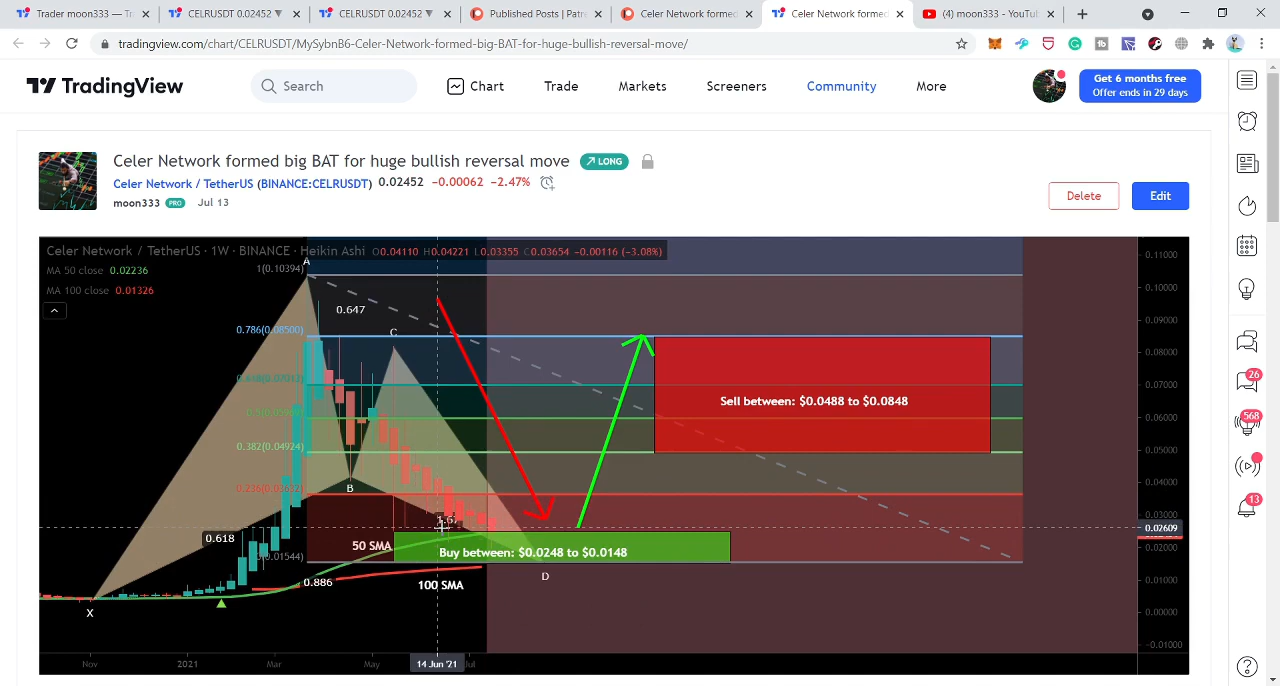 Trader moon333 — Tr
CELRUSDT 0.02452 ▼
CELRUSDT 0.02452 ▼
Published Posts | Patre
Celer Network formed
Celer Network formed
(4) moon333 - YouTube
tradingview.com/chart/CELRUSDT/MySybnB6-Celer-Network-formed-big-BAT-for-huge-bullish-reversal-move/
TradingView
Search
Chart
Trade
Markets
Screeners
Community
More
Get 6 months free
Offer ends in 29 days
Celer Network formed big BAT for huge bullish reversal move
LONG
Celer Network / TetherUS (BINANCE:CELRUSDT) 0.02452 −0.00062 −2.47%
moon333 PRO Jul 13
Delete
Edit
Celer Network / TetherUS · 1W · BINANCE · Heikin Ashi O0.04110 H0.04221 L0.03355 C0.03654 −0.00116 (−3.08%)
MA 50 close 0.02236
MA 100 close 0.01326
A
1(0.10394)
0.647
0.786(0.08500)
C
0.382(0.04924)
B
0.618
50 SMA
0.886
100 SMA
X
D
Sell between: $0.0488 to $0.0848
Buy between: $0.0248 to $0.0148
0.11000
0.10000
0.09000
0.08000
0.07000
0.06000
0.05000
0.04000
0.03000
0.02609
0.02000
0.01000
0.00000
-0.01000
Nov
2021
Mar
May
14 Jun '21
Jul
26
568
13